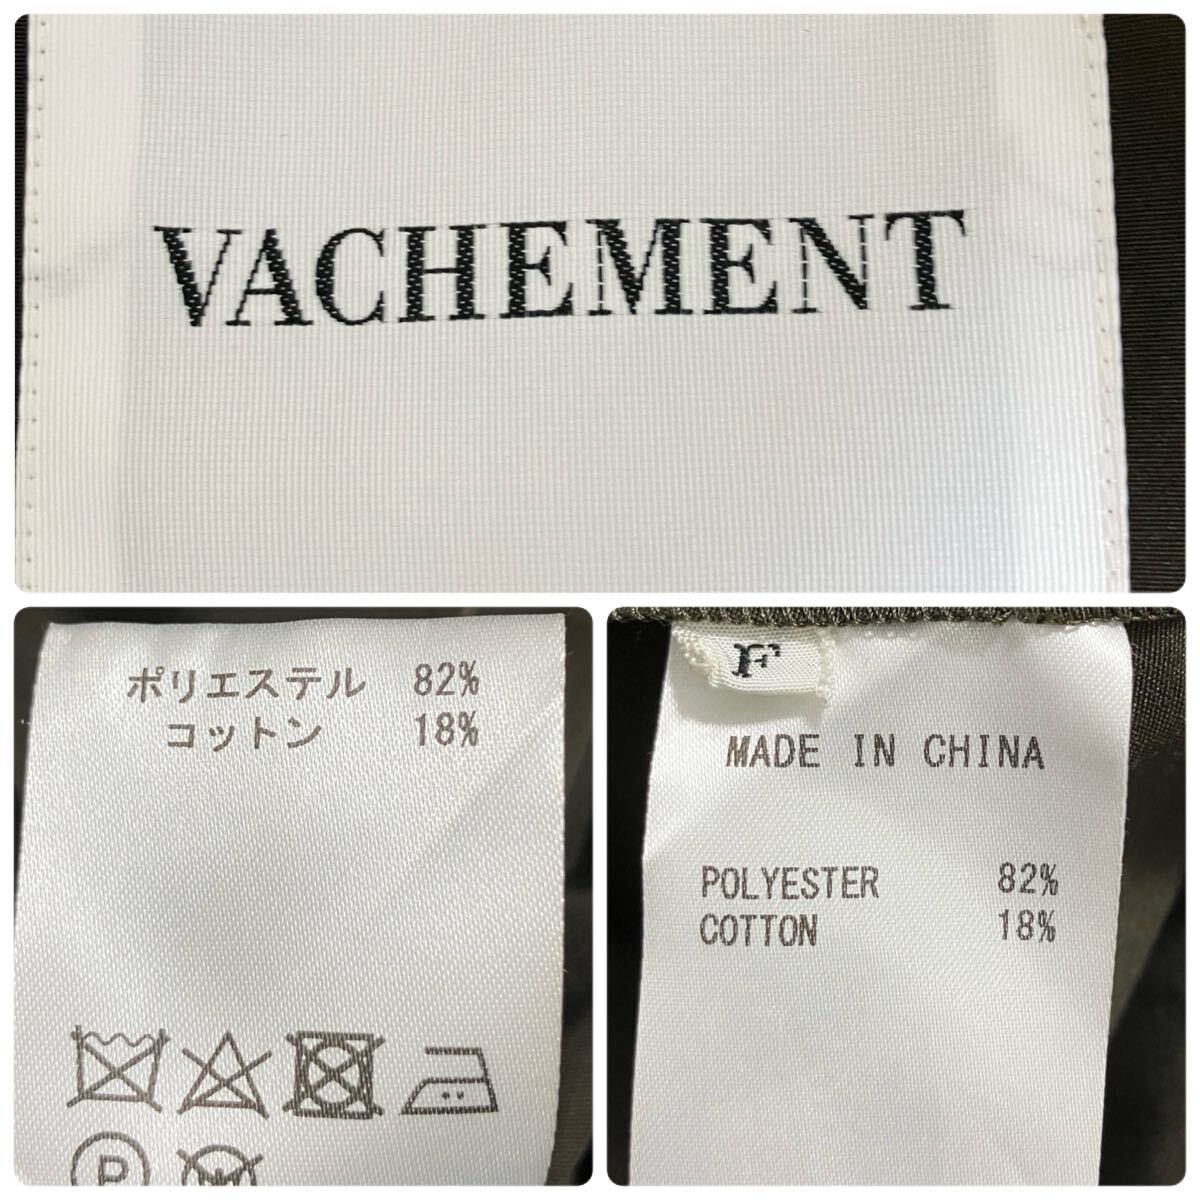 VACHEMENT
ポリエステル 82%
コットン 18%
P
W
F
MADE IN CHINA
POLYESTER 82%
COTTON 18%